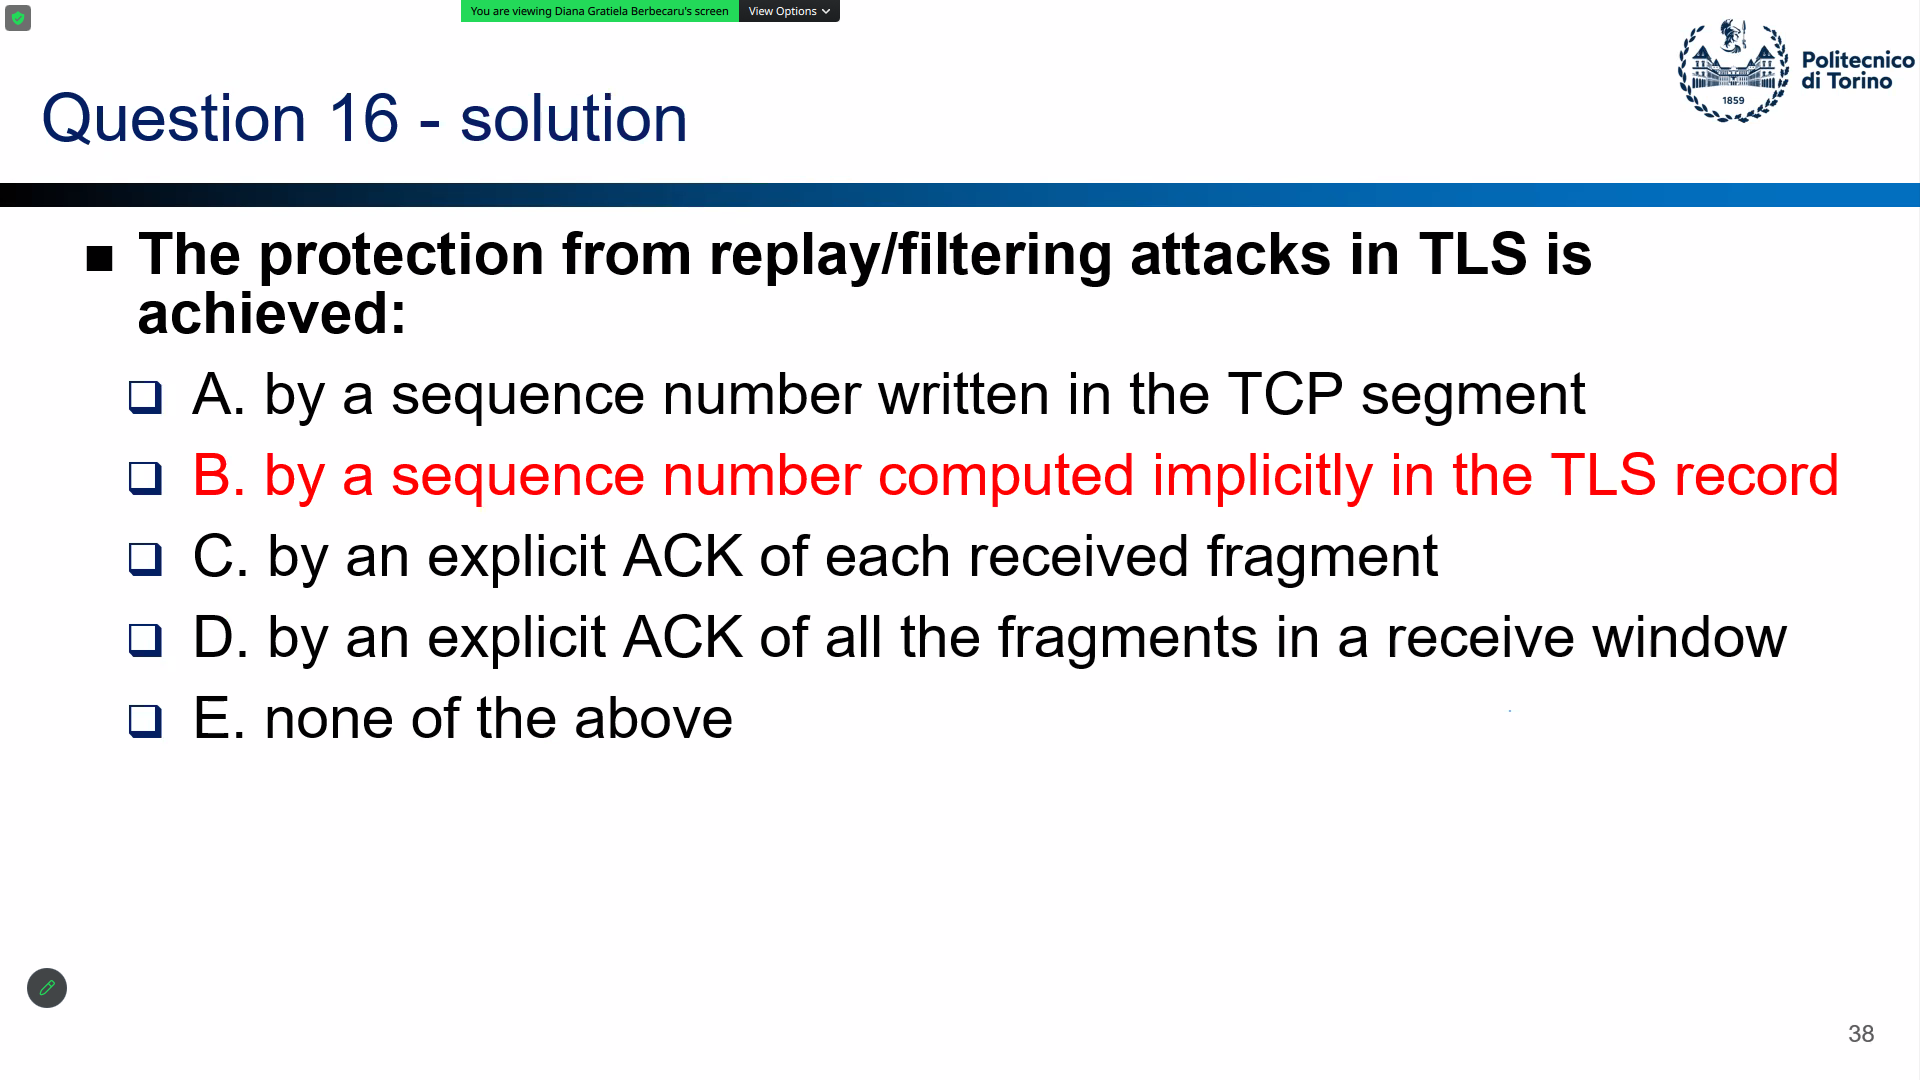 You are viewing Diana Gratiela Berbecaru's screen
View Options
Politecnico
di Torino
1859
Question 16 - solution
The protection from replay/filtering attacks in TLS is
achieved:
A. by a sequence number written in the TCP segment
B. by a sequence number computed implicitly in the TLS record
C. by an explicit ACK of each received fragment
D. by an explicit ACK of all the fragments in a receive window
E. none of the above
38